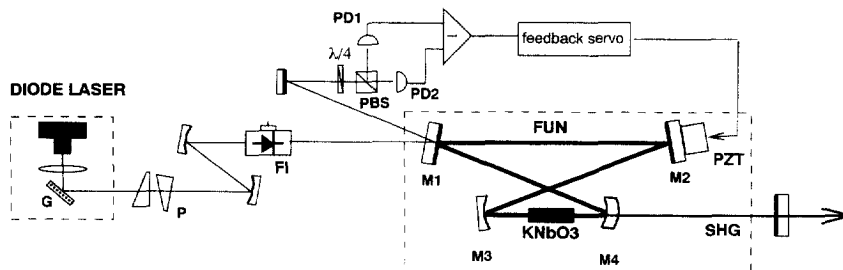 PD1
feedback servo
λ/4
PD2
PBS
DIODE LASER
FUN
FI
M1
M2
PZT
G
P
KNbO3
SHG
M3
M4